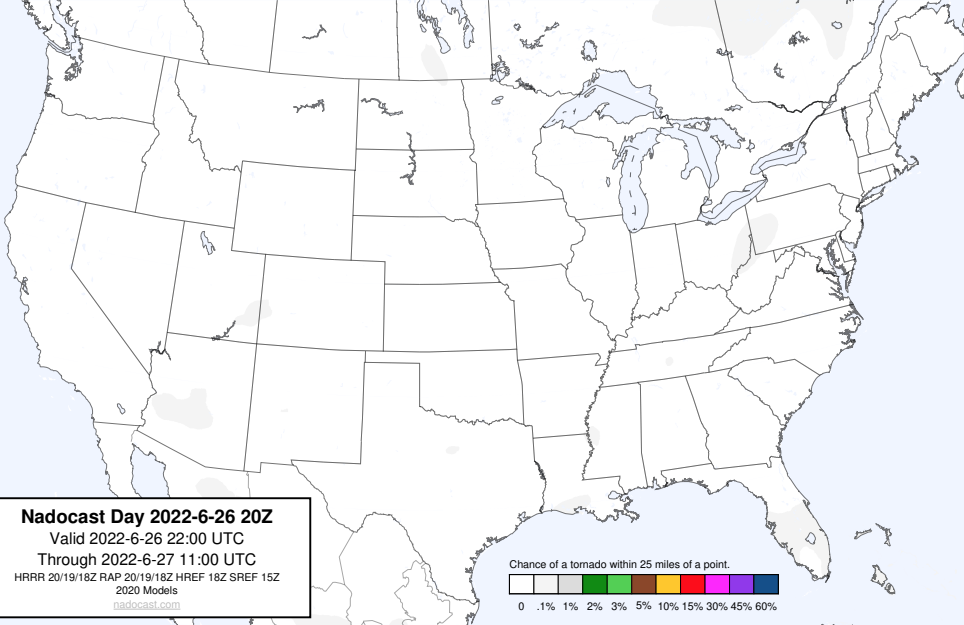 Nadocast Day 2022-6-26 20Z
Valid 2022-6-26 22:00 UTC
Through 2022-6-27 11:00 UTC
HRRR 20/19/18Z RAP 20/19/18Z HREF 18Z SREF 15Z
2020 Models
nadocast.com
Chance of a tornado within 25 miles of a point.
0 .1% 1% 2% 3% 5% 10% 15% 30% 45% 60%